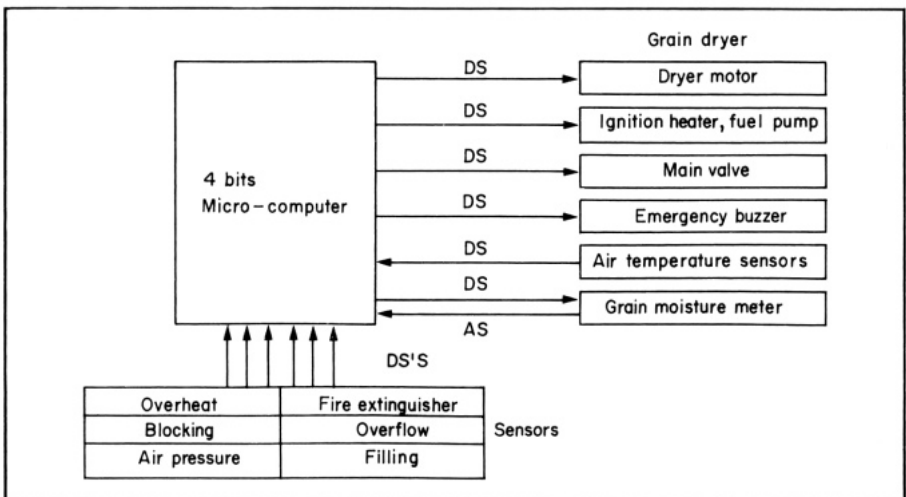 Grain dryer
DS
Dryer motor
DS
Ignition heater, fuel pump
DS
Main valve
4 bits
Micro-computer
DS
Emergency buzzer
DS
Air temperature sensors
DS
Grain moisture meter
AS
DS'S
Overheat
Fire extinguisher
Blocking
Overflow
Sensors
Air pressure
Filling